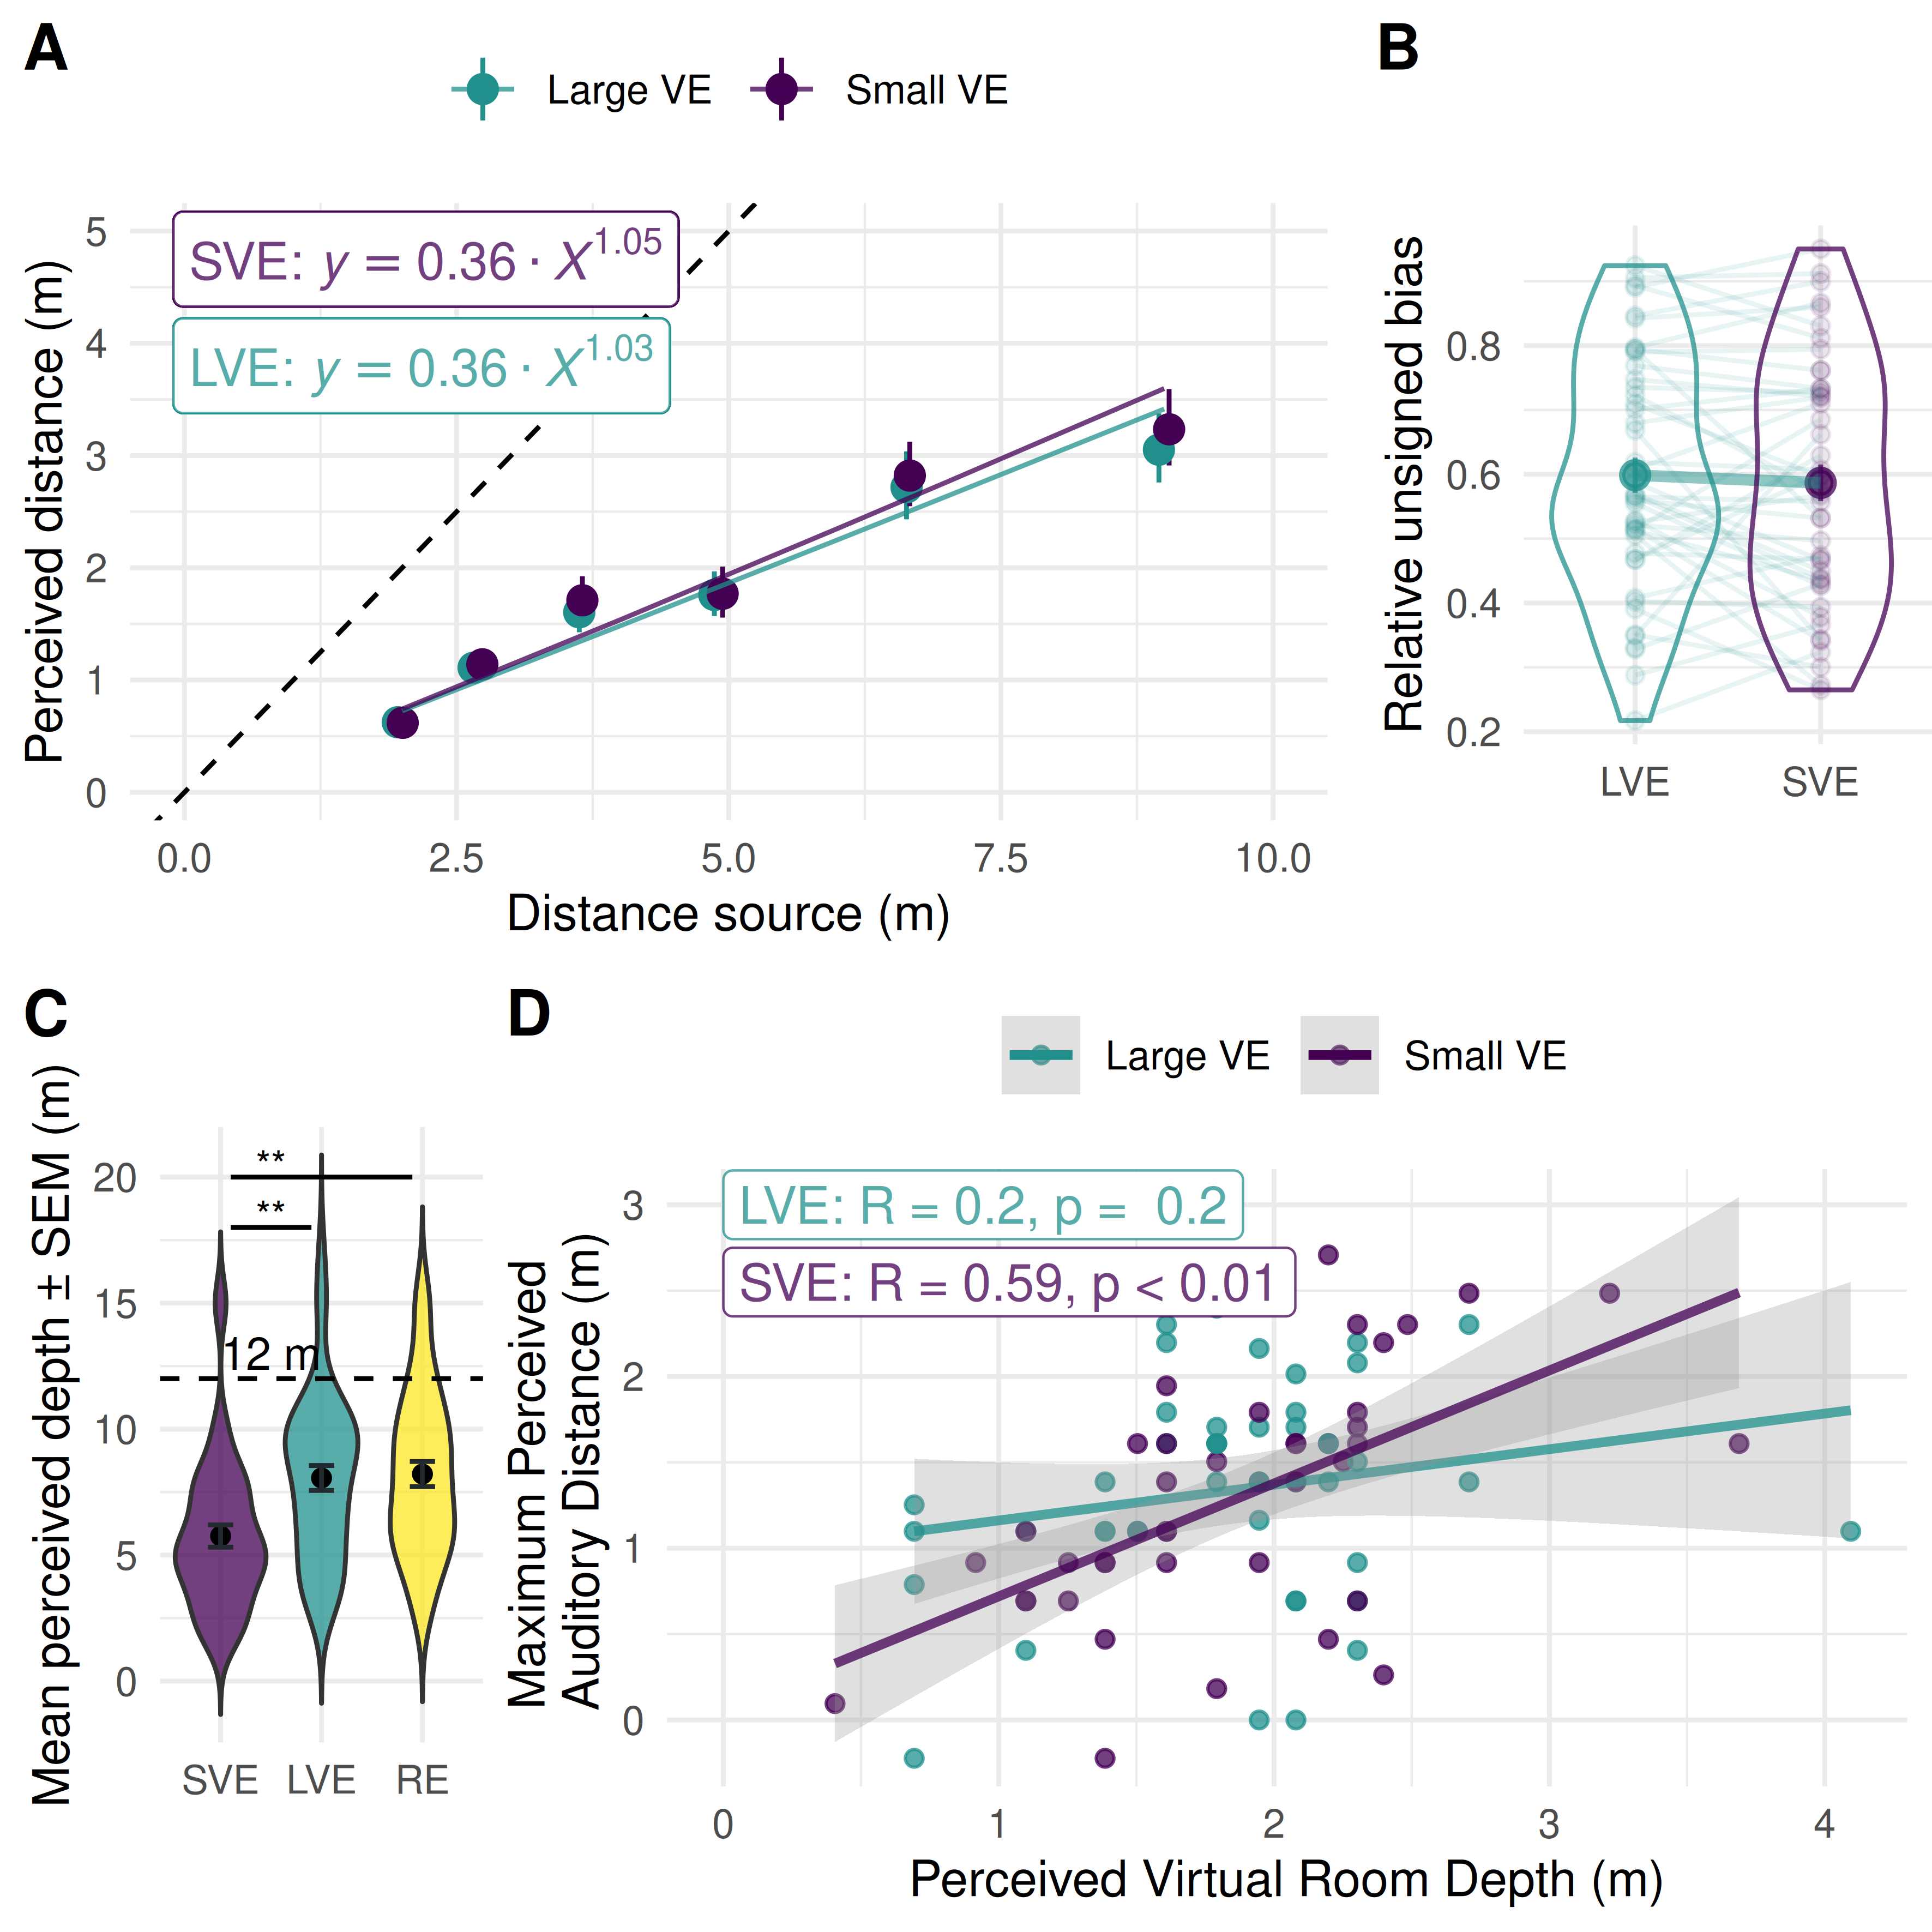 A
Large VE
Small VE
SVE: y = 0.36 · X^1.05
LVE: y = 0.36 · X^1.03
Perceived distance (m)
5
4
3
2
1
0
0.0
2.5
5.0
7.5
10.0
Distance source (m)
B
Relative unsigned bias
0.8
0.6
0.4
0.2
LVE
SVE
C
Mean perceived depth ± SEM (m)
20
15
10
5
0
**
**
12 m
SVE
LVE
RE
D
Large VE
Small VE
LVE: R = 0.2, p =  0.2
SVE: R = 0.59, p < 0.01
Maximum Perceived
Auditory Distance (m)
3
2
1
0
0
1
2
3
4
Perceived Virtual Room Depth (m)